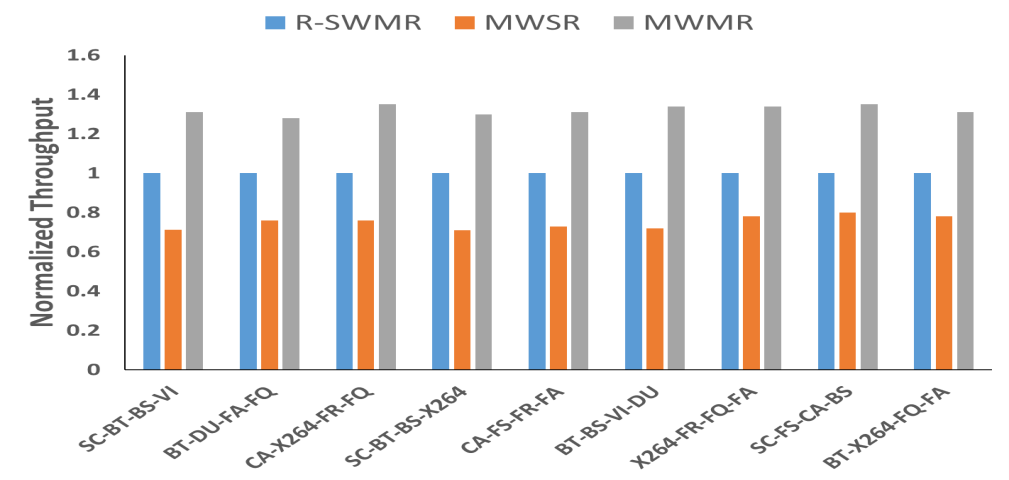 R-SWMR MWSR MWMR
Normalized Throughput
1.6
1.4
1.2
1
0.8
0.6
0.4
0.2
0
SC-BT-BS-VI
BT-DU-FA-FQ
CA-X264-FR-FQ
SC-BT-BS-X264
CA-FS-FR-FA
BT-BS-VI-DU
X264-FR-FQ-FA
SC-FS-CA-BS
BT-X264-FQ-FA